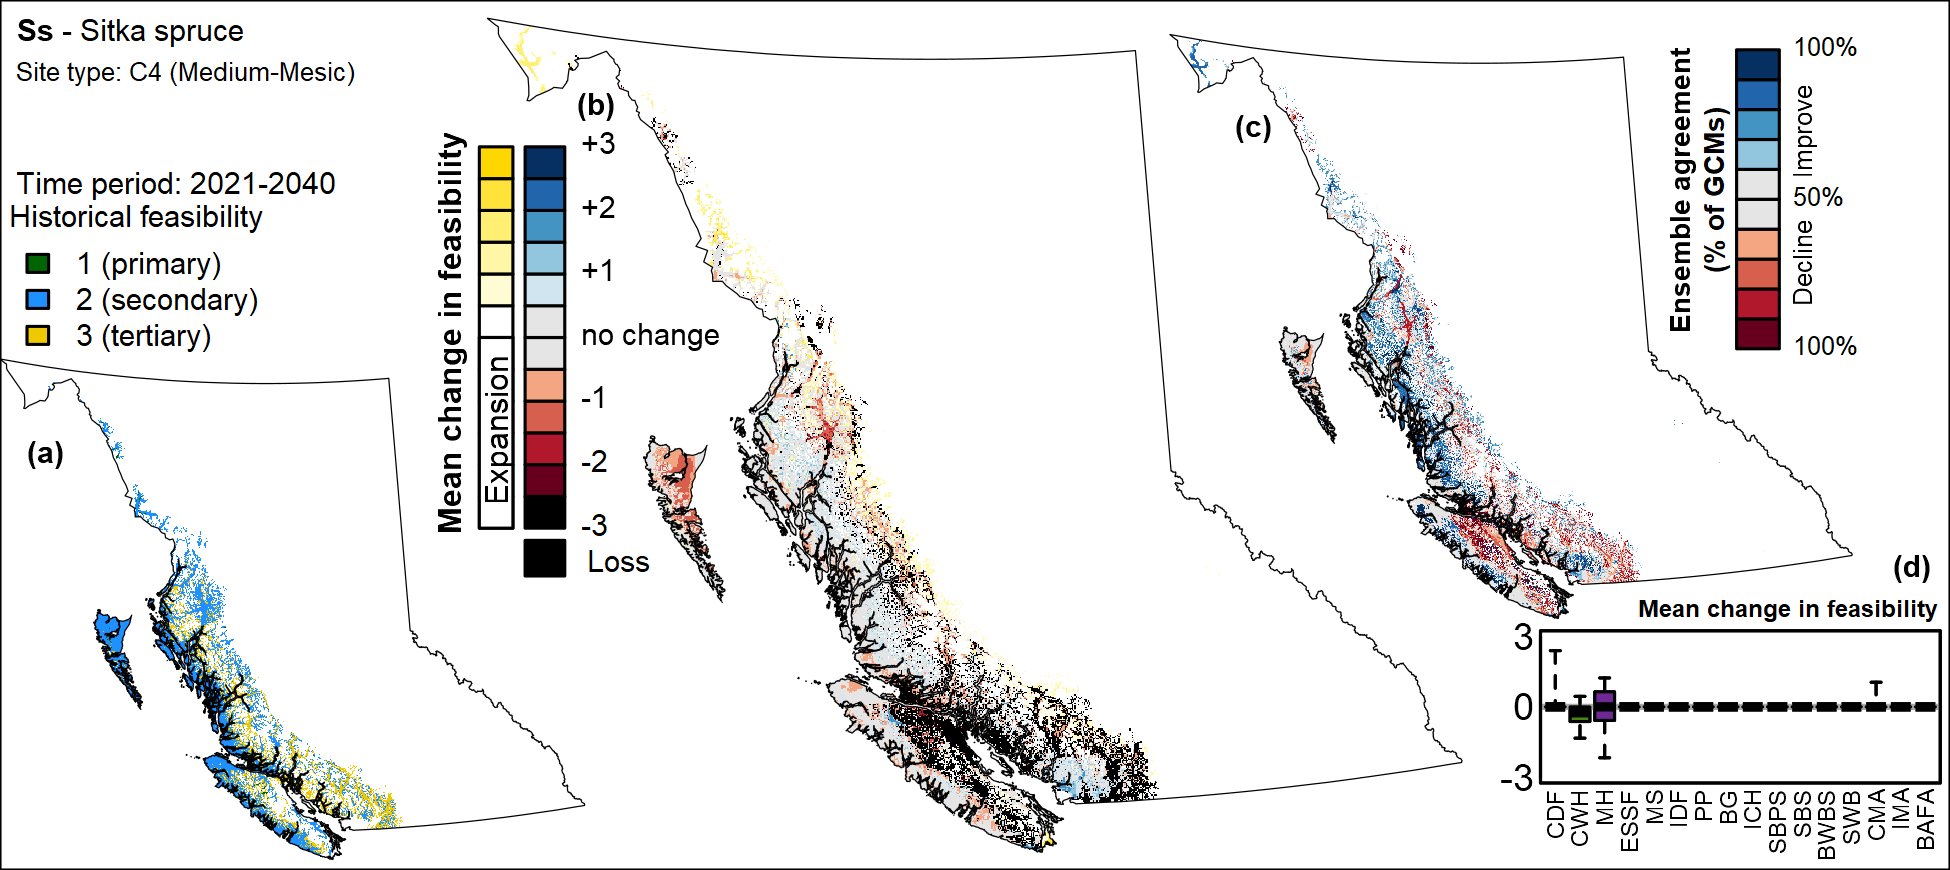 Ss - Sitka spruce
Site type: C4 (Medium-Mesic)
Time period: 2021-2040
Historical feasibility
1 (primary)
2 (secondary)
3 (tertiary)
(a)
(b)
Mean change in feasibility
Expansion
+3
+2
+1
no change
-1
-2
-3
Loss
(c)
Ensemble agreement
(% of GCMs)
100%
Improve
50%
Decline
100%
(d)
Mean change in feasibility
3
0
-3
CDF
CWH
MH
ESSF
MS
IDF
PP
BG
ICH
SBPS
SBS
BWBS
SWB
CMA
IMA
BAFA